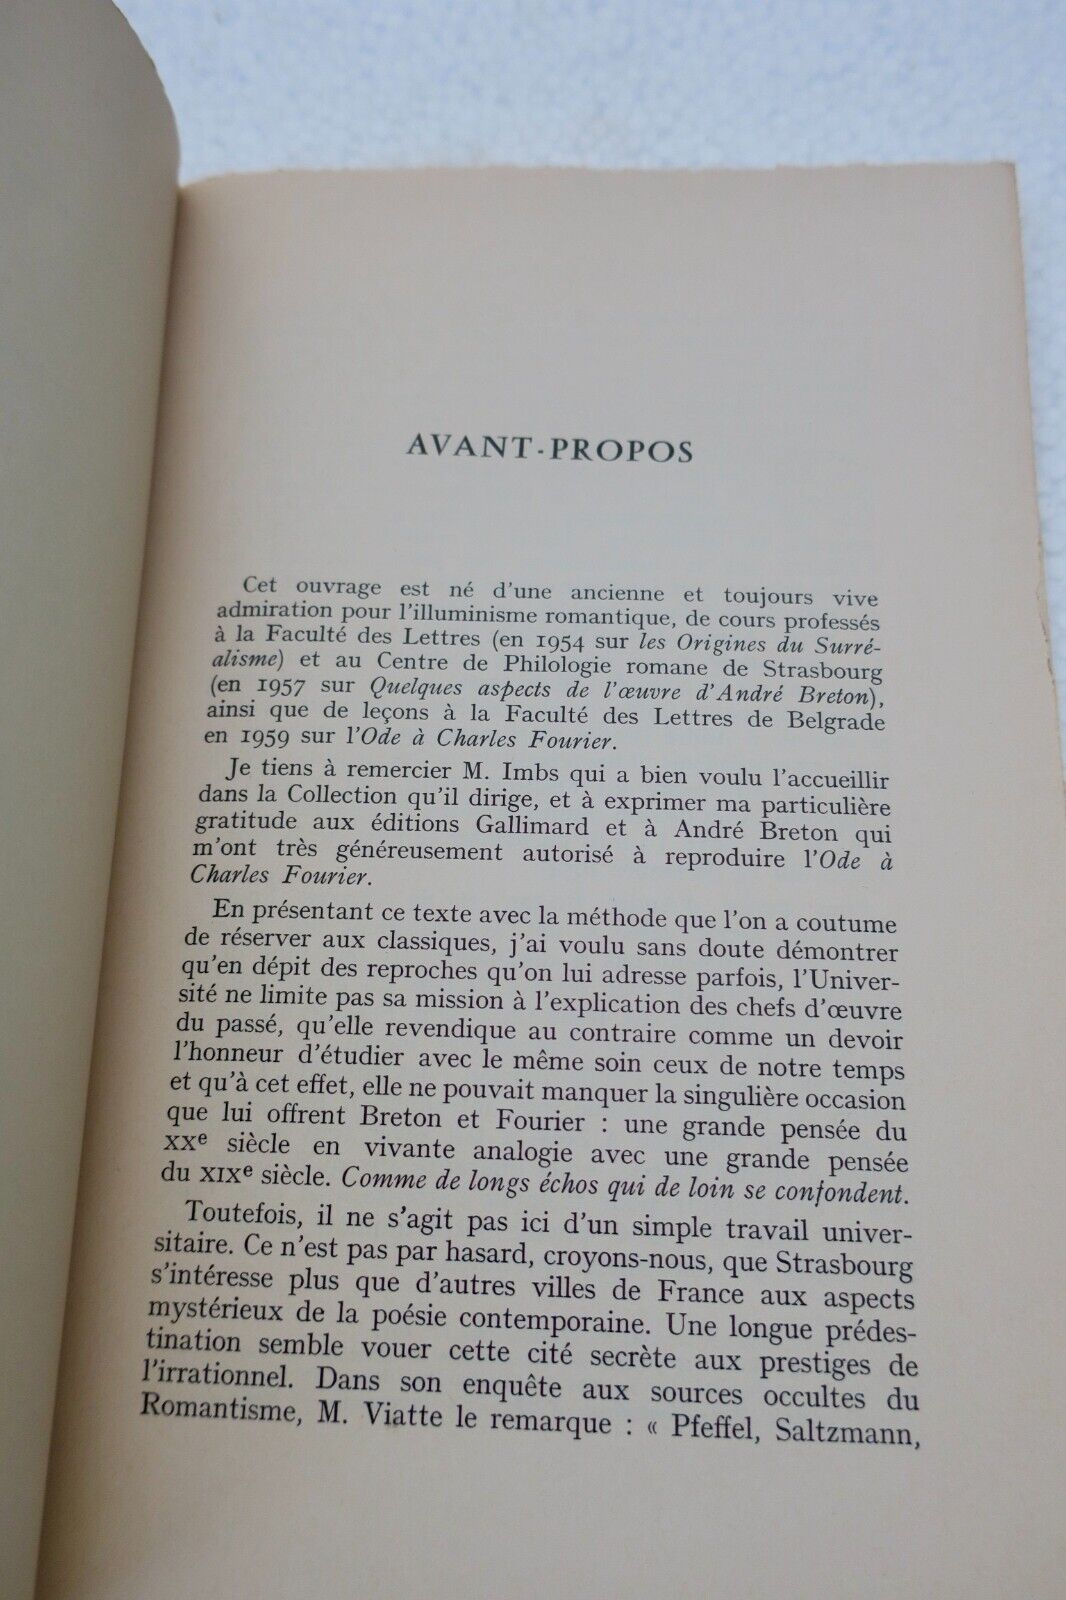 AVANT-PROPOS
Cet ouvrage est né d'une ancienne et toujours vive
admiration pour l'illuminisme romantique, de cours professés
à la Faculté des Lettres (en 1954 sur les Origines du Surré-
alisme) et au Centre de Philologie romane de Strasbourg
(en 1957 sur Quelques aspects de l'œuvre d'André Breton),
ainsi que de leçons à la Faculté des Lettres de Belgrade
en 1959 sur l'Ode à Charles Fourier.
Je tiens à remercier M. Imbs qui a bien voulu l'accueillir
dans la Collection qu'il dirige, et à exprimer ma particulière
gratitude aux éditions Gallimard et à André Breton qui
m'ont très généreusement autorisé à reproduire l'Ode à
Charles Fourier.
En présentant ce texte avec la méthode que l'on a coutume
de réserver aux classiques, j'ai voulu sans doute démontrer
qu'en dépit des reproches qu'on lui adresse parfois, l'Univer-
sité ne limite pas sa mission à l'explication des chefs d'œuvre
du passé, qu'elle revendique au contraire comme un devoir
l'honneur d'étudier avec le même soin ceux de notre temps
et qu'à cet effet, elle ne pouvait manquer la singulière occasion
que lui offrent Breton et Fourier : une grande pensée du
XXe siècle en vivante analogie avec une grande pensée
du XIXe siècle. Comme de longs échos qui de loin se confondent.
Toutefois, il ne s'agit pas ici d'un simple travail univer-
sitaire. Ce n'est pas par hasard, croyons-nous, que Strasbourg
s'intéresse plus que d'autres villes de France aux aspects
mystérieux de la poésie contemporaine. Une longue prédes-
tination semble vouer cette cité secrète aux prestiges de
l'irrationnel. Dans son enquête aux sources occultes du
Romantisme, M. Viatte le remarque : « Pfeffel, Saltzmann,